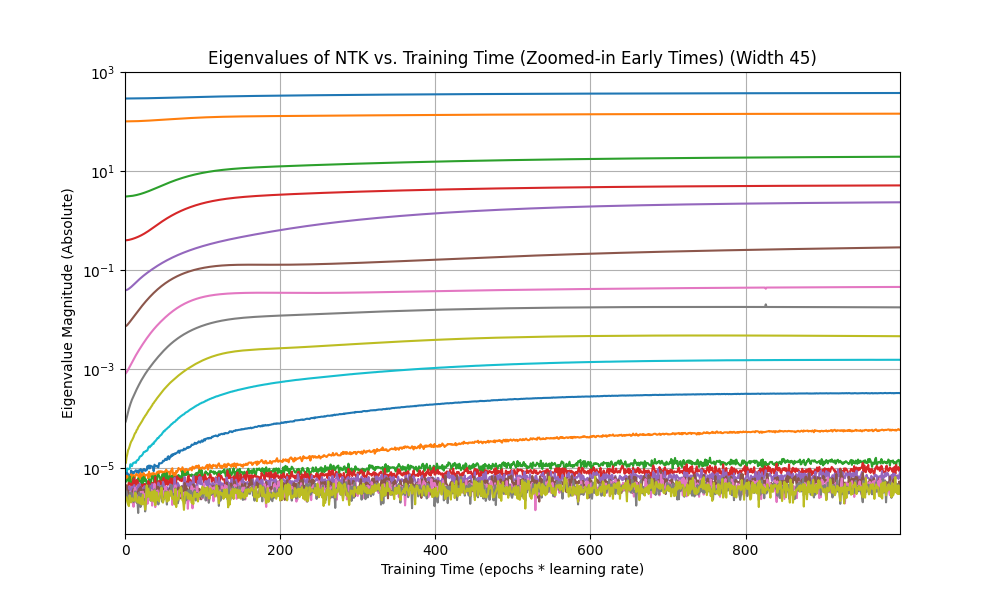 Eigenvalues of NTK vs. Training Time (Zoomed-in Early Times) (Width 45)
Eigenvalue Magnitude (Absolute)
10³
10¹
10⁻¹
10⁻³
10⁻⁵
0 200 400 600 800
Training Time (epochs * learning rate)